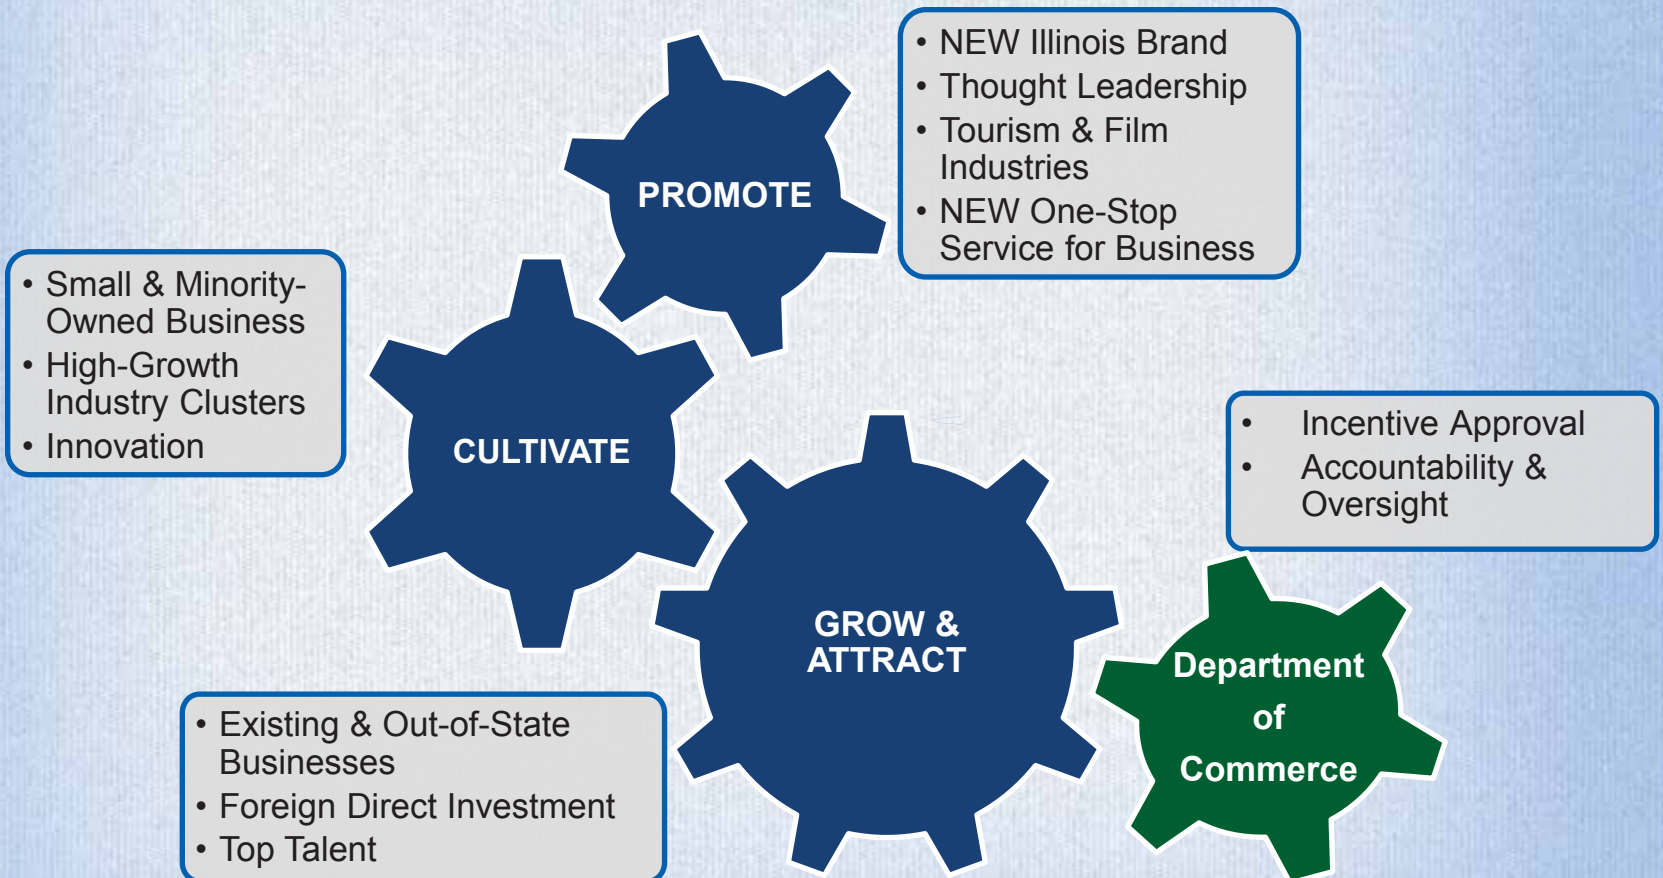 • NEW Illinois Brand
• Thought Leadership
• Tourism & Film
Industries
• NEW One-Stop
Service for Business
PROMOTE
• Small & Minority-
Owned Business
• High-Growth
Industry Clusters
• Innovation
CULTIVATE
• Incentive Approval
• Accountability &
Oversight
GROW &
ATTRACT
Department
of
Commerce
• Existing & Out-of-State
Businesses
• Foreign Direct Investment
• Top Talent